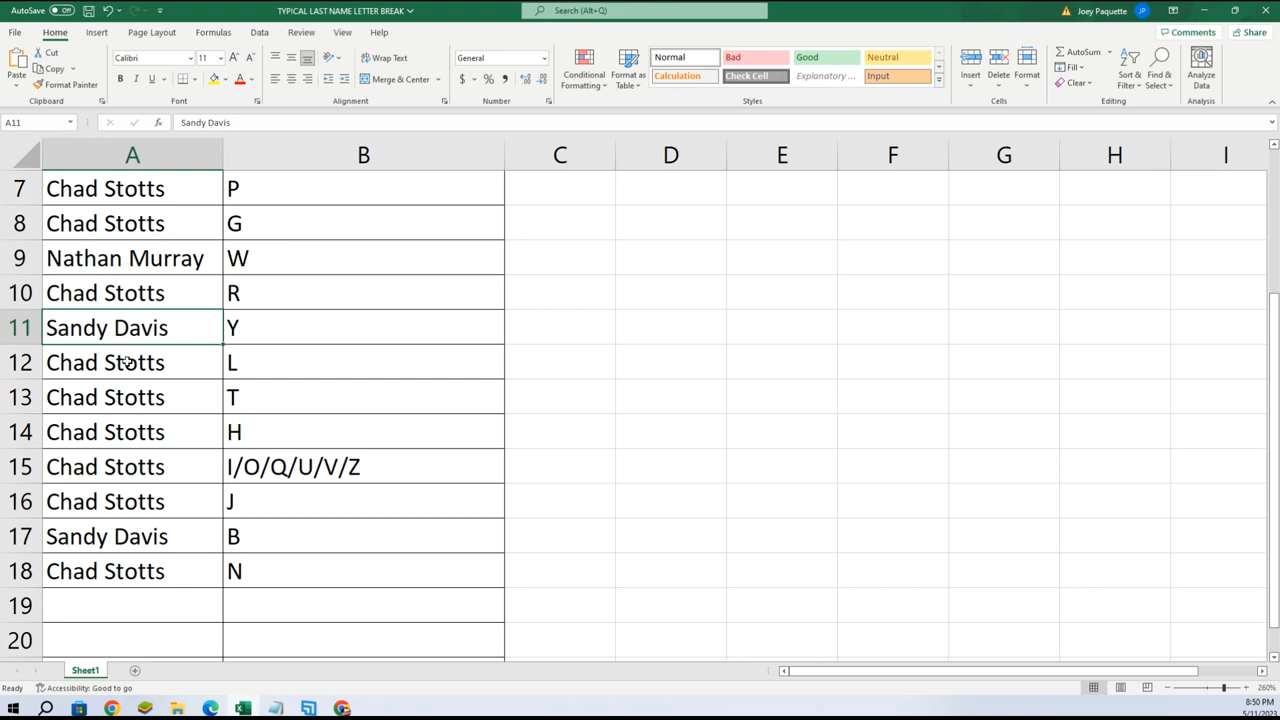 AutoSave Off TYPICAL LAST NAME LETTER BREAK Search (Alt+Q) Joey Paquette JP
File Home Insert Page Layout Formulas Data Review View Help Comments Share
Paste Cut Copy Format Painter Clipboard
Calibri 11 B I U A Font
Wrap Text Merge & Center Alignment
General $ % , Number
Conditional Formatting Format as Table Normal Bad Good Neutral Calculation Check Cell Explanatory ... Input Styles
Insert Delete Format Cells
AutoSum Fill Clear Sort & Filter Find & Select Editing
Analyze Data Analysis
A11 fx Sandy Davis
A B C D E F G H I
7 Chad Stotts P
8 Chad Stotts G
9 Nathan Murray W
10 Chad Stotts R
11 Sandy Davis Y
12 Chad Stotts L
13 Chad Stotts T
14 Chad Stotts H
15 Chad Stotts I/O/Q/U/V/Z
16 Chad Stotts J
17 Sandy Davis B
18 Chad Stotts N
19
20
Sheet1
Ready Accessibility: Good to go 260%
8:50 PM
5/11/2023